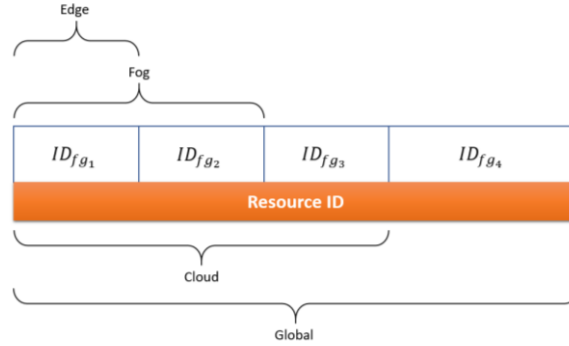 Edge
Fog
ID_{fg_1} ID_{fg_2} ID_{fg_3} ID_{fg_4}
Resource ID
Cloud
Global